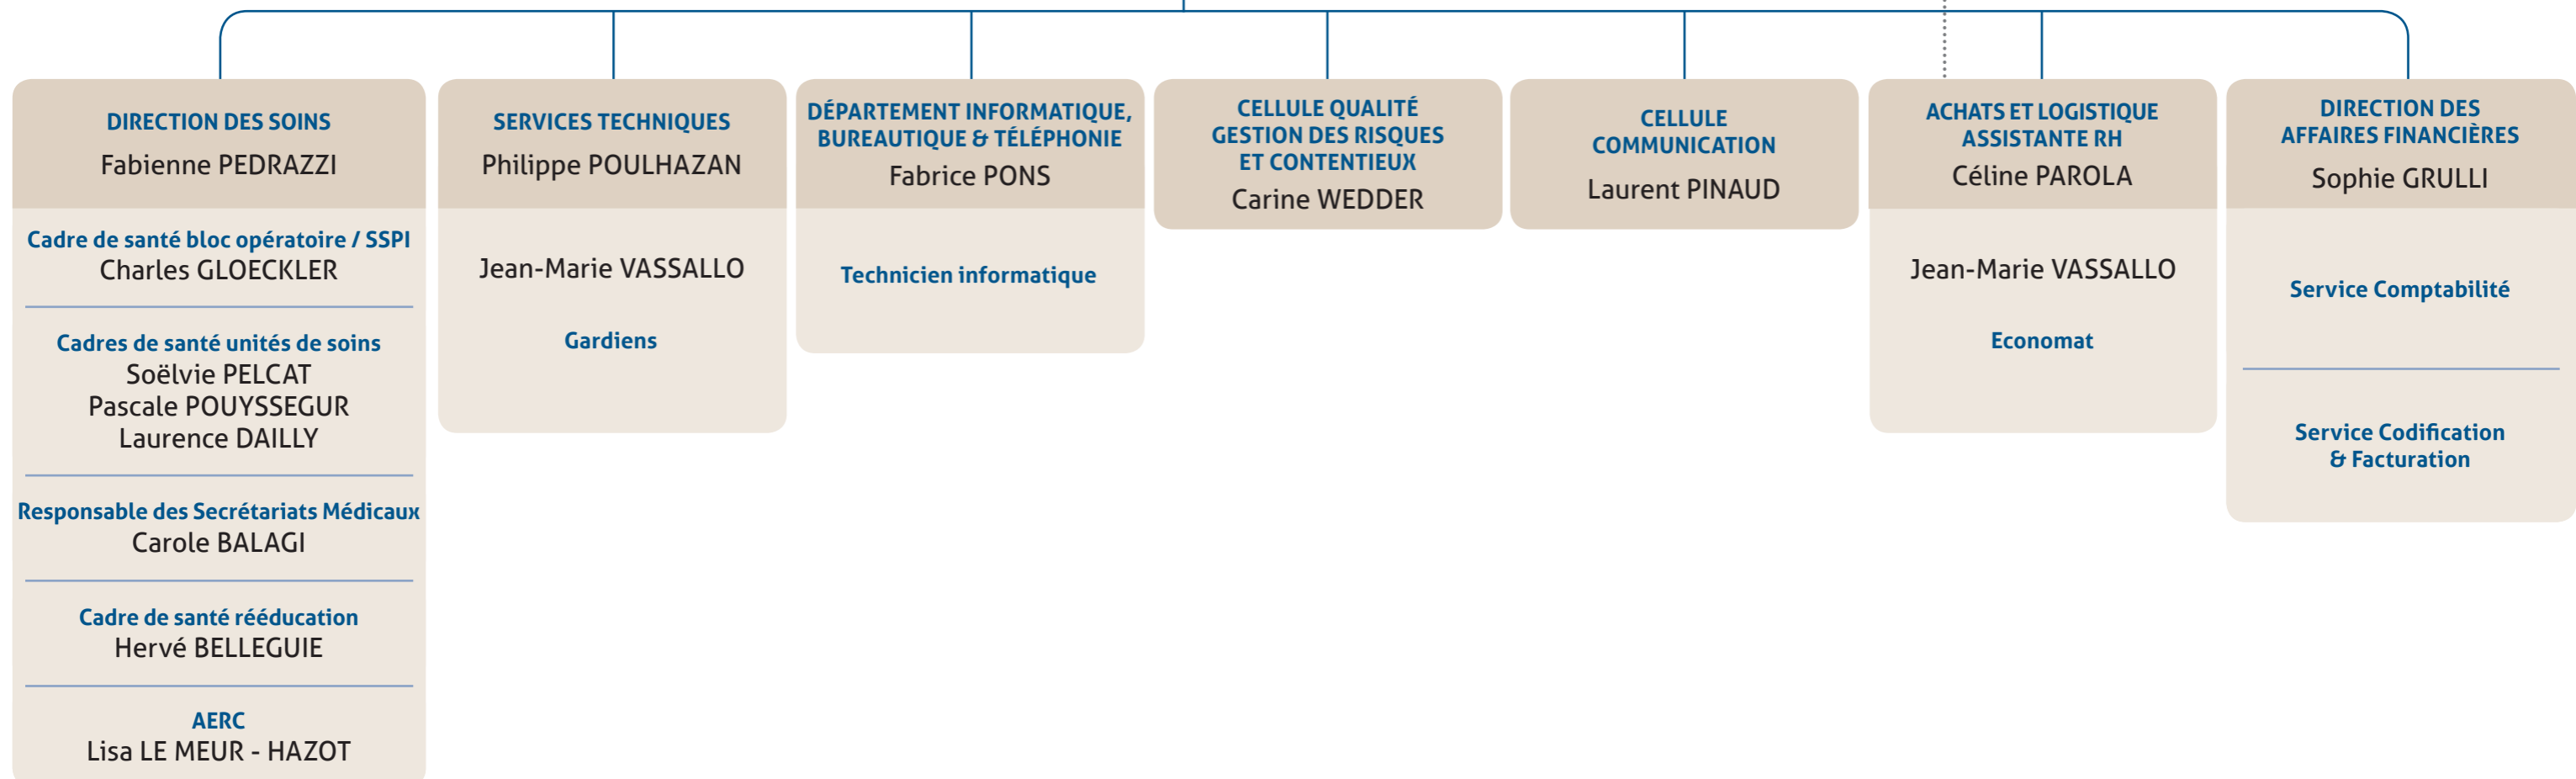 DIRECTION DES SOINS
Fabienne PEDRAZZI
Cadre de santé bloc opératoire / SSPI
Charles GLOECKLER
Cadres de santé unités de soins
Soëlvie PELCAT
Pascale POUYSSEGUR
Laurence DAILLY
Responsable des Secrétariats Médicaux
Carole BALAGI
Cadre de santé rééducation
Hervé BELLEGUIE
AERC
Lisa LE MEUR - HAZOT
SERVICES TECHNIQUES
Philippe POULHAZAN
Jean-Marie VASSALLO
Gardiens
DÉPARTEMENT INFORMATIQUE,
BUREAUTIQUE & TÉLÉPHONIE
Fabrice PONS
Technicien informatique
CELLULE QUALITÉ
GESTION DES RISQUES
ET CONTENTIEUX
Carine WEDDER
CELLULE
COMMUNICATION
Laurent PINAUD
ACHATS ET LOGISTIQUE
ASSISTANTE RH
Céline PAROLA
Jean-Marie VASSALLO
Economat
DIRECTION DES
AFFAIRES FINANCIÈRES
Sophie GRULLI
Service Comptabilité
Service Codification
& Facturation